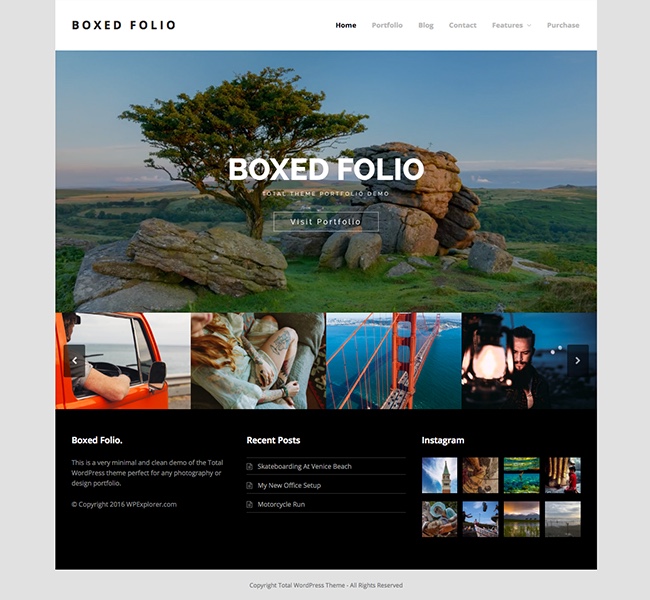 BOXED FOLIO
Home Portfolio Blog Contact Features Purchase
BOXED FOLIO
TOTAL THEME PORTFOLIO DEMO
Visit Portfolio
Boxed Folio.
This is a very minimal and clean demo of the Total
WordPress theme perfect for any photography or
design portfolio.
© Copyright 2016 WPExplorer.com
Recent Posts
Skateboarding At Venice Beach
My New Office Setup
Motorcycle Run
Instagram
Copyright Total WordPress Theme - All Rights Reserved